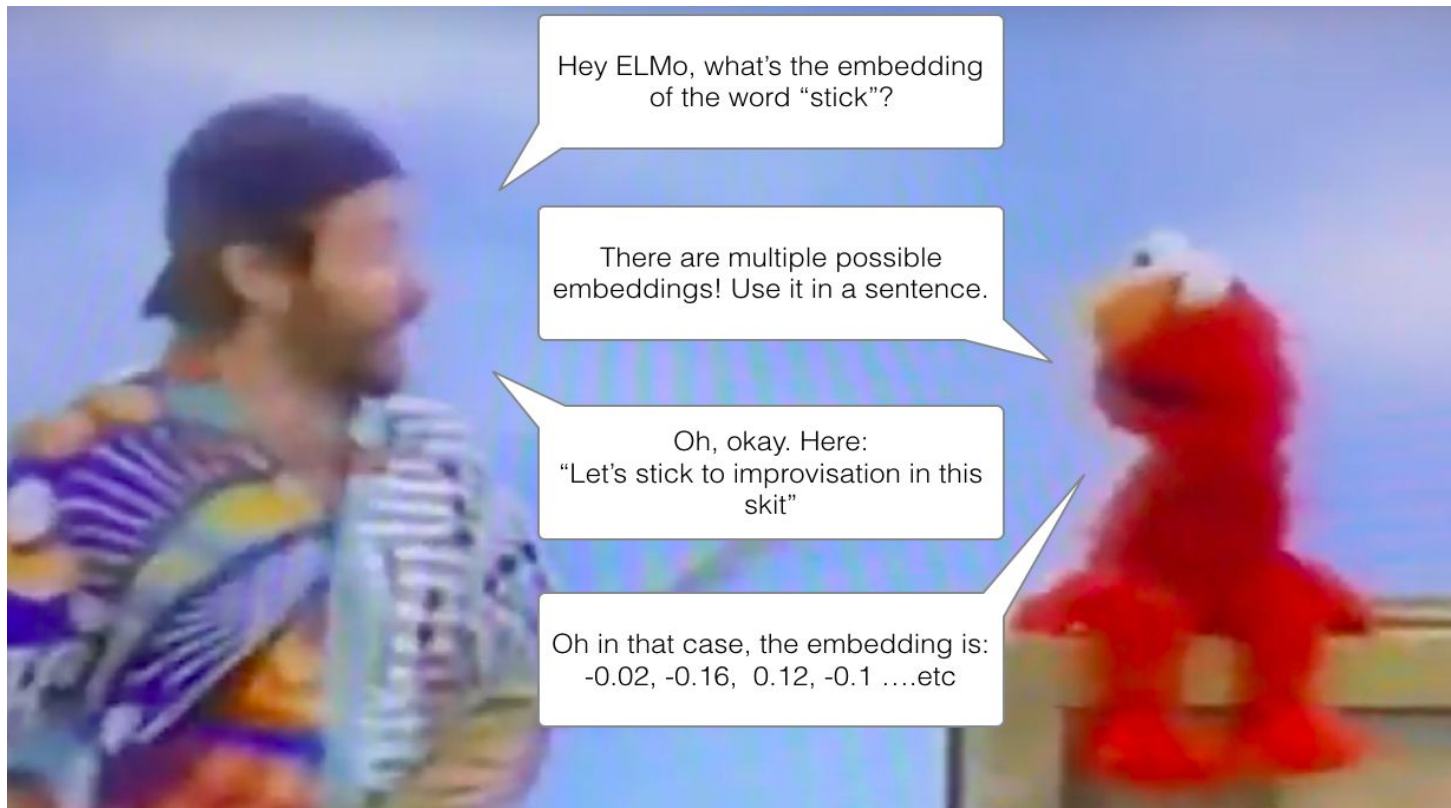 Hey ELMo, what’s the embedding
of the word “stick”?
There are multiple possible
embeddings! Use it in a sentence.
Oh, okay. Here:
“Let’s stick to improvisation in this
skit”
Oh in that case, the embedding is:
-0.02, -0.16, 0.12, -0.1 ….etc